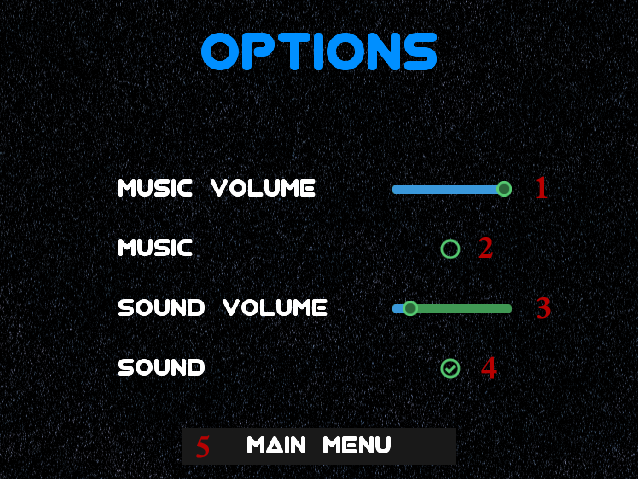 OPTIONS
MUSIC VOLUME 1
MUSIC 2
SOUND VOLUME 3
SOUND 4
5 MAIN MENU